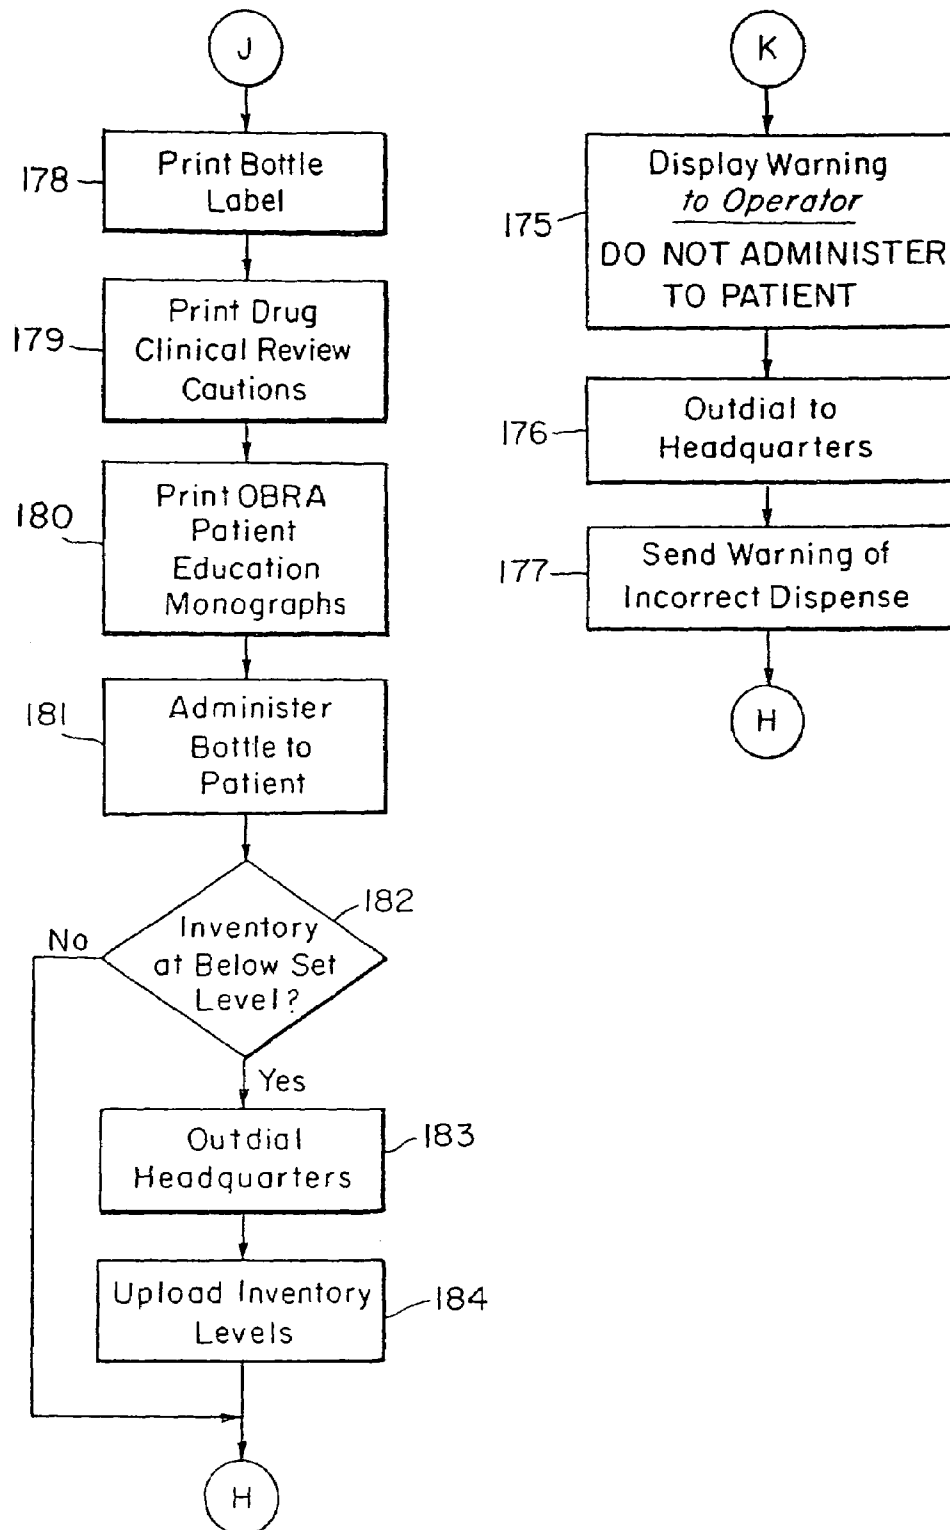 J
178
Print Bottle
Label
179
Print Drug
Clinical Review
Cautions
180
Print OBRA
Patient
Education
Monographs
181
Administer
Bottle to
Patient
182
Inventory
at Below Set
Level?
No
Yes
183
Outdial
Headquarters
184
Upload Inventory
Levels
H
K
175
Display Warning
to Operator
DO NOT ADMINISTER
TO PATIENT
176
Outdial to
Headquarters
177
Send Warning of
Incorrect Dispense
H